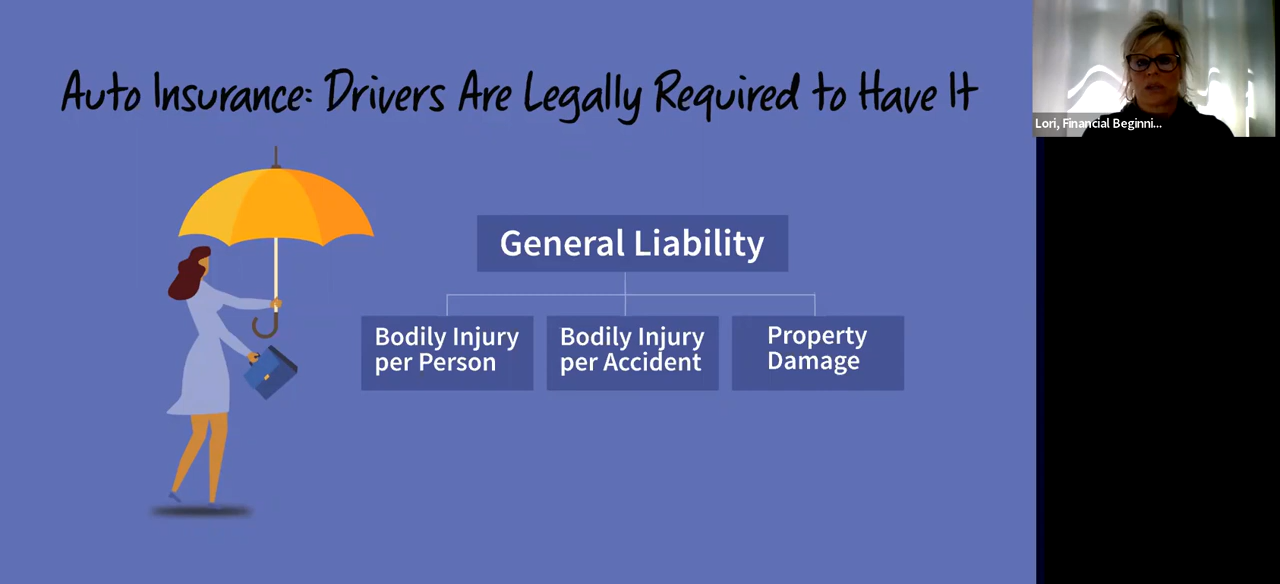 Auto Insurance: Drivers Are Legally Required to Have It
Lori, Financial Beginni...
General Liability
Bodily Injury
per Person
Bodily Injury
per Accident
Property
Damage